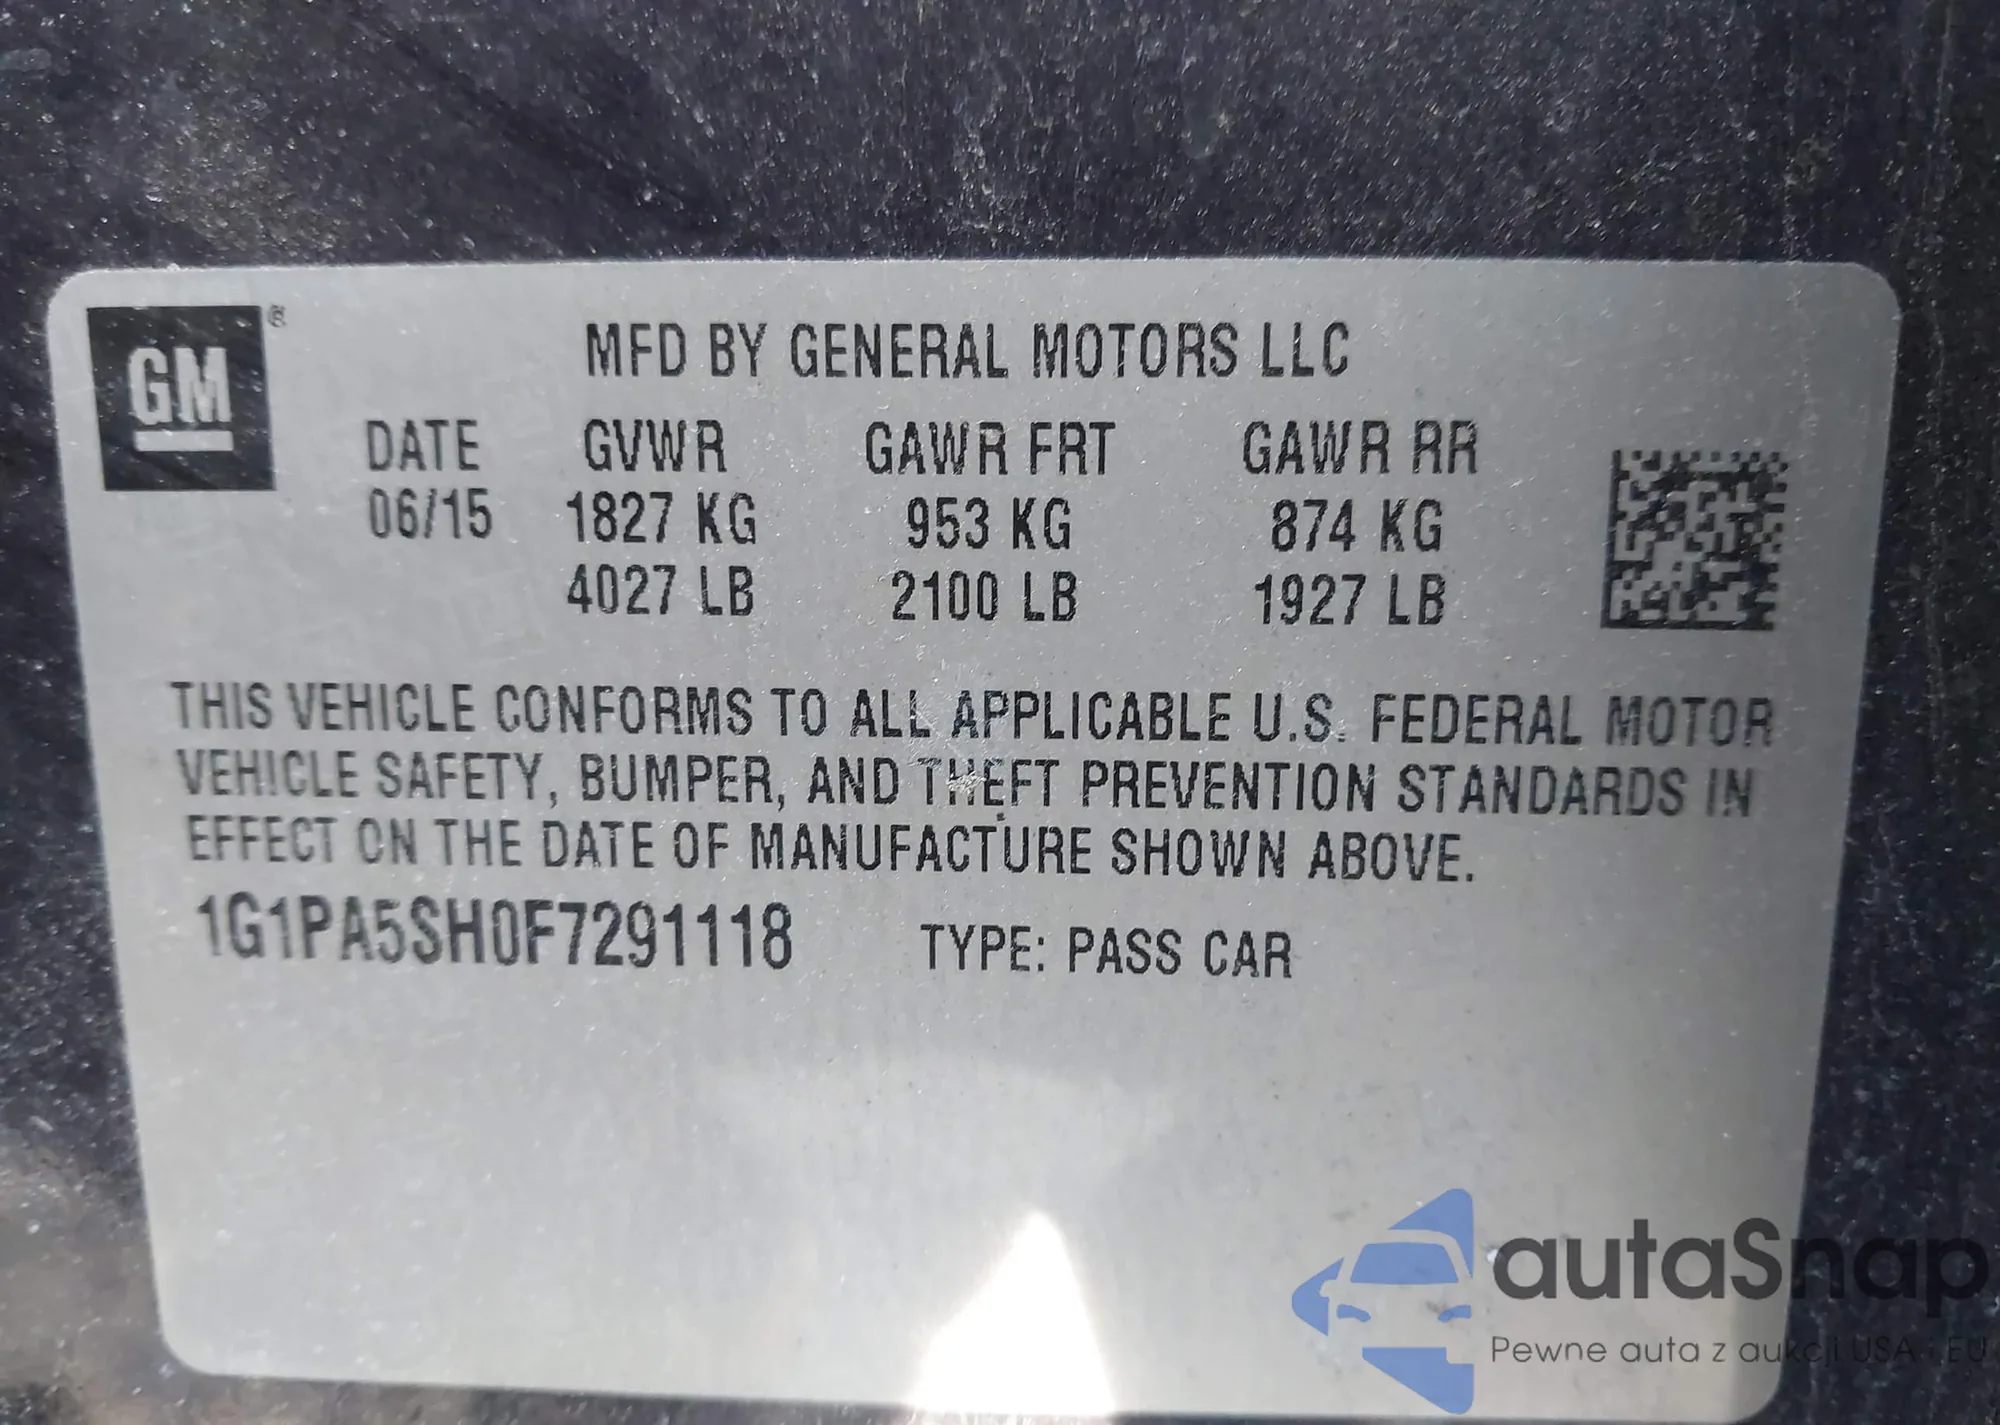 GM ®
MFD BY GENERAL MOTORS LLC
DATE GVWR GAWR FRT GAWR RR
06/15 1827 KG 953 KG 874 KG
4027 LB 2100 LB 1927 LB
THIS VEHICLE CONFORMS TO ALL APPLICABLE U.S. FEDERAL MOTOR
VEHICLE SAFETY, BUMPER, AND THEFT PREVENTION STANDARDS IN
EFFECT ON THE DATE OF MANUFACTURE SHOWN ABOVE.
1G1PA5SH0F7291118 TYPE: PASS CAR
autaSnap
Pewne auta z aukcji USA i EU